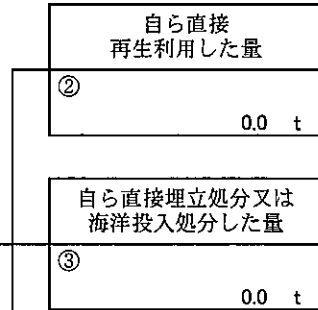 自ら直接
再生利用した量
②
0.0 t
自ら直接埋立処分又は
海洋投入処分した量
③
0.0 t